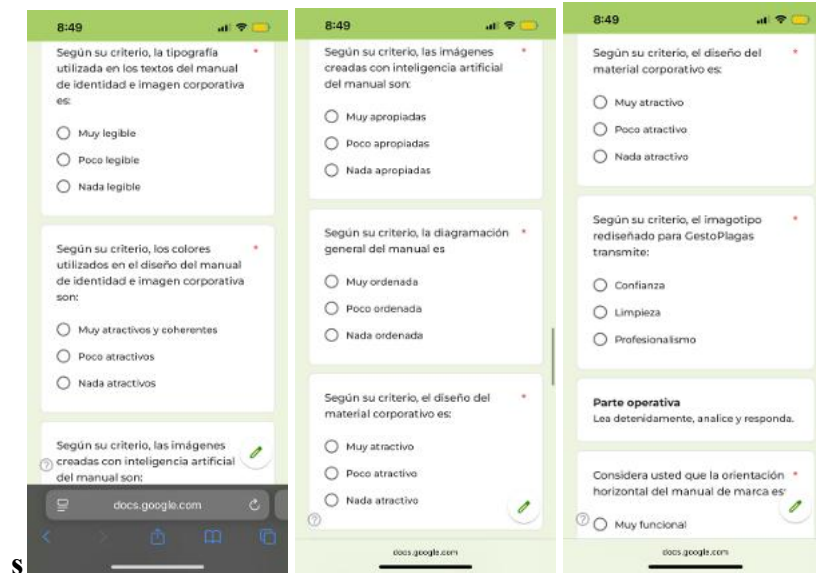 8:49
Según su criterio, la tipografía *
utilizada en los textos del manual
de identidad e imagen corporativa
es:
Muy legible
Poco legible
Nada legible
Según su criterio, los colores *
utilizados en el diseño del manual
de identidad e imagen corporativa
son:
Muy atractivos y coherentes
Poco atractivos
Nada atractivos
Según su criterio, las imágenes
creadas con inteligencia artificial
del manual son:
docs.google.com
8:49
Según su criterio, las imágenes *
creadas con inteligencia artificial
del manual son:
Muy apropiadas
Poco apropiadas
Nada apropiadas
Según su criterio, la diagramación *
general del manual es
Muy ordenada
Poco ordenada
Nada ordenada
Según su criterio, el diseño del *
material corporativo es:
Muy atractivo
Poco atractivo
Nada atractivo
docs.google.com
8:49
Según su criterio, el diseño del *
material corporativo es:
Muy atractivo
Poco atractivo
Nada atractivo
Según su criterio, el imagotipo *
rediseñado para GestoPlagas
transmite:
Confianza
Limpieza
Profesionalismo
Parte operativa
Lea detenidamente, analice y responda.
Considera usted que la orientación *
horizontal del manual de marca es:
Muy funcional
docs.google.com
s